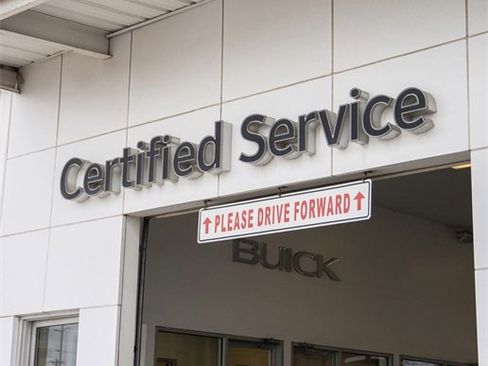 Certified Service
↑ PLEASE DRIVE FORWARD ↑
BUICK